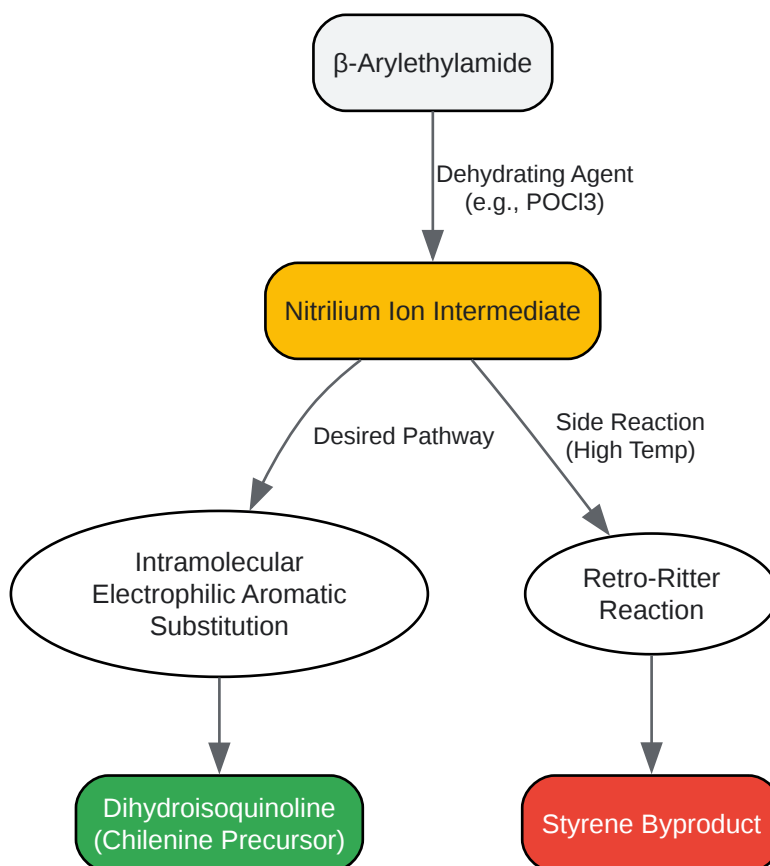 β-Arylethylamide
Dehydrating Agent
(e.g., POCl3)
Nitrilium Ion Intermediate
Desired Pathway
Side Reaction
(High Temp)
Intramolecular
Electrophilic Aromatic
Substitution
Retro-Ritter
Reaction
Dihydroisoquinoline
(Chilenine Precursor)
Styrene Byproduct